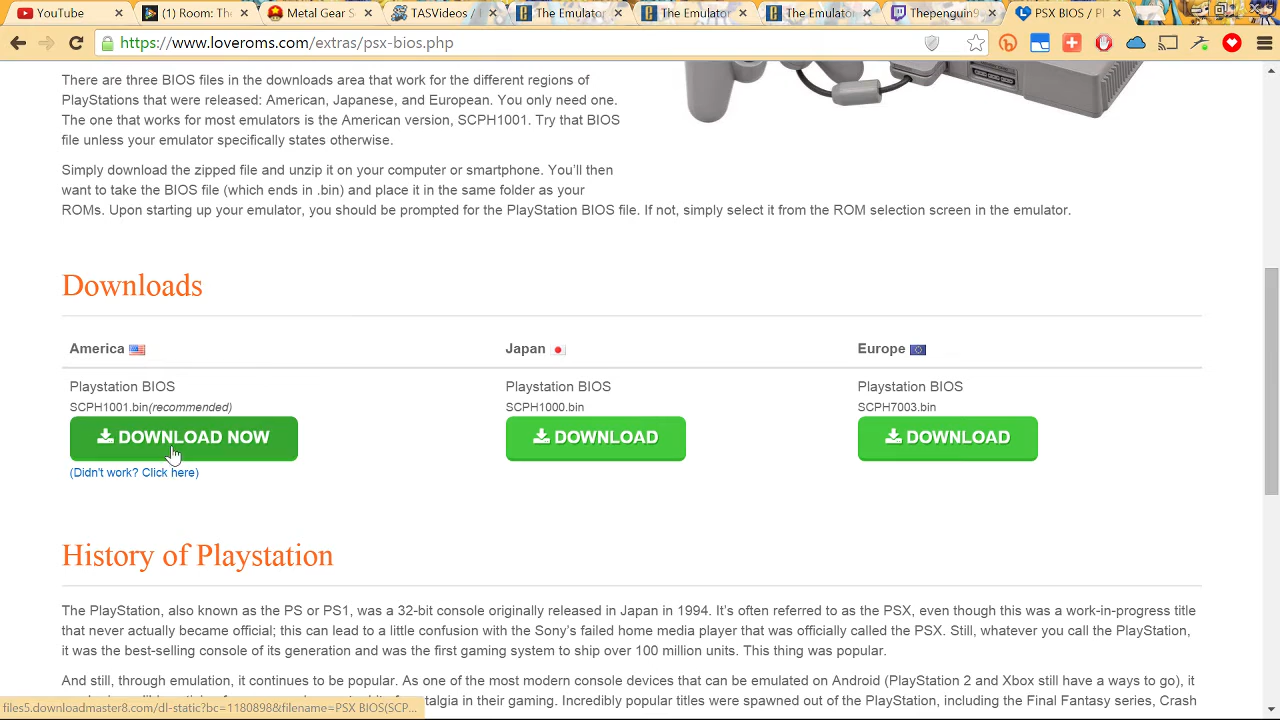 YouTube
(1) Room: The
Metal Gear S
TASVideos /
The Emulato
The Emulato
The Emulato
Thepenguin9
PSX BIOS / Pl
https://www.loveroms.com/extras/psx-bios.php
There are three BIOS files in the downloads area that work for the different regions of
PlayStations that were released: American, Japanese, and European. You only need one.
The one that works for most emulators is the American version, SCPH1001. Try that BIOS
file unless your emulator specifically states otherwise.
Simply download the zipped file and unzip it on your computer or smartphone. You'll then
want to take the BIOS file (which ends in .bin) and place it in the same folder as your
ROMs. Upon starting up your emulator, you should be prompted for the PlayStation BIOS file. If not, simply select it from the ROM selection screen in the emulator.
Downloads
America
Japan
Europe
Playstation BIOS
Playstation BIOS
Playstation BIOS
SCPH1001.bin(recommended)
SCPH1000.bin
SCPH7003.bin
DOWNLOAD NOW
DOWNLOAD
DOWNLOAD
(Didn't work? Click here)
History of Playstation
The PlayStation, also known as the PS or PS1, was a 32-bit console originally released in Japan in 1994. It's often referred to as the PSX, even though this was a work-in-progress title
that never actually became official; this can lead to a little confusion with the Sony's failed home media player that was officially called the PSX. Still, whatever you call the PlayStation,
it was the best-selling console of its generation and was the first gaming system to ship over 100 million units. This thing was popular.
And still, through emulation, it continues to be popular. As one of the most modern console devices that can be emulated on Android (PlayStation 2 and Xbox still have a ways to go), it
talgia in their gaming. Incredibly popular titles were spawned out of the PlayStation, including the Final Fantasy series, Crash
files5.downloadmaster8.com/dl-static?bc=1180898&filename=PSX BIOS(SCP...